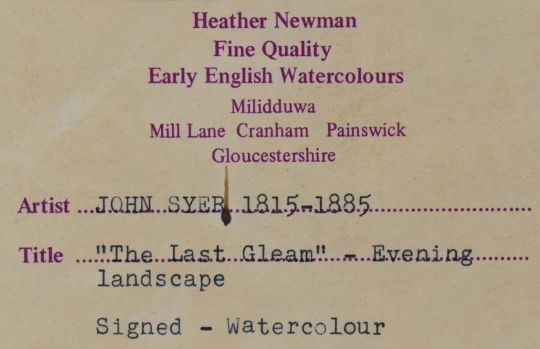 Heather Newman
Fine Quality
Early English Watercolours
Milidduwa
Mill Lane Cranham Painswick
Gloucestershire
Artist JOHN SYER 1815-1885
Title "The Last Gleam" - Evening
landscape
Signed - Watercolour